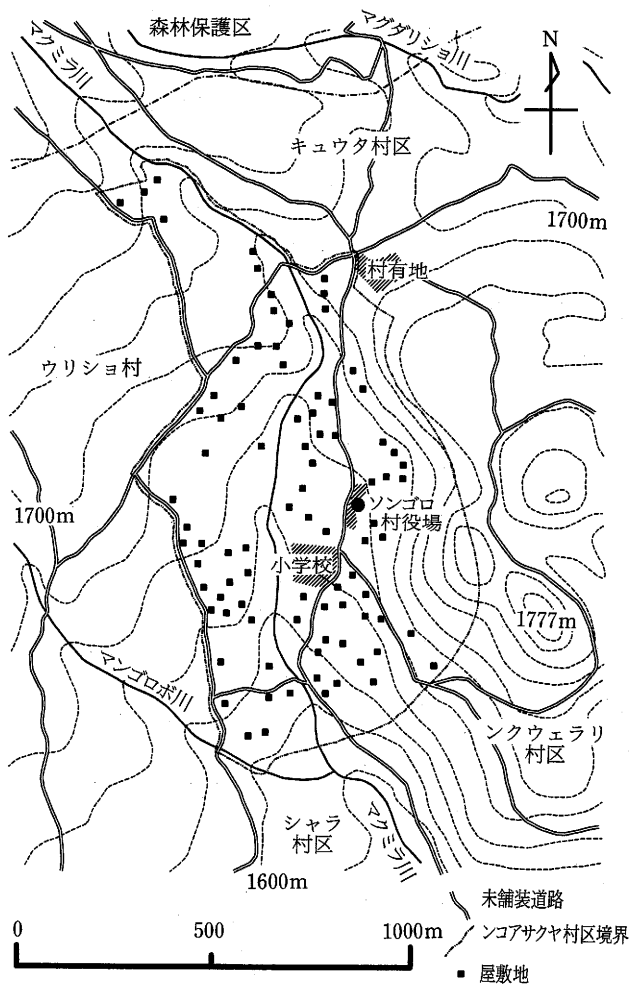 森林保護区
マグダリショ川
マクミラ川
N
キュウタ村区
1700m
村有地
ウリショ村
ソンゴロ
村役場
1700m
小学校
1777m
マンゴロボ川
ンクウェラリ
村区
シャラ
村区
マクミラ川
1600m
未舗装道路
ンコアサクヤ村区境界
屋敷地
0 500 1000m